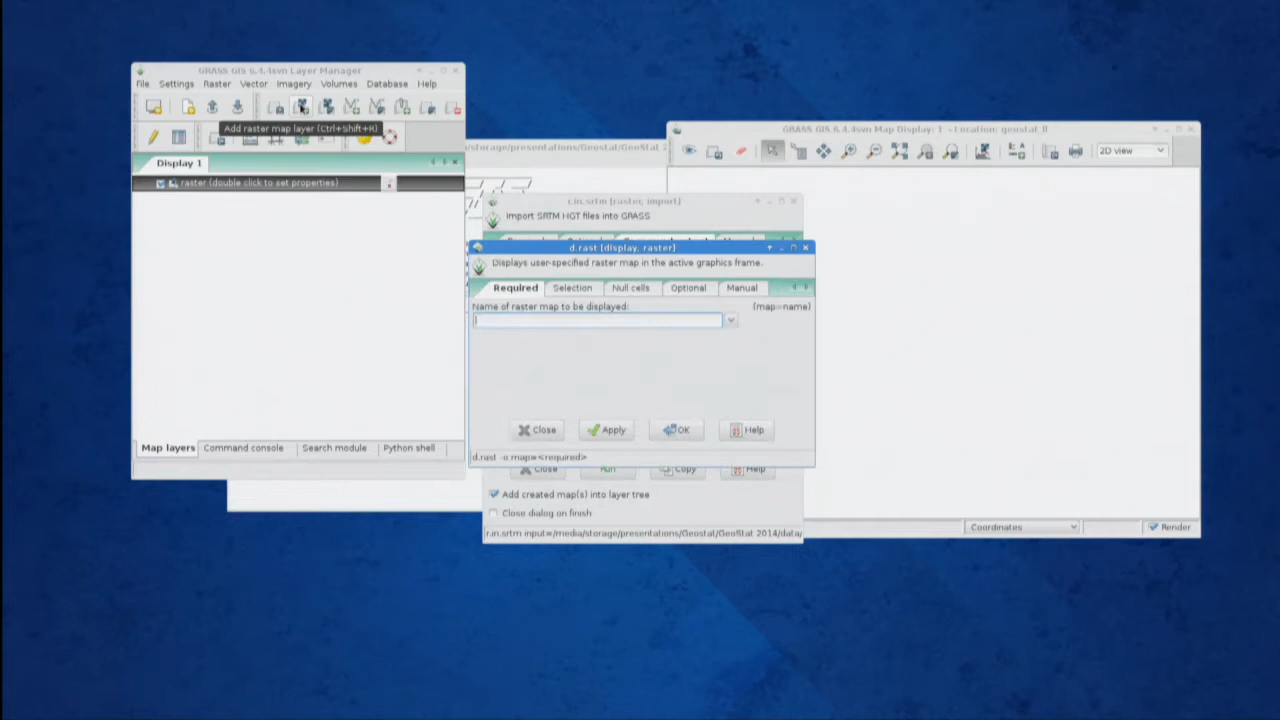 GRASS GIS 6.4.4svn Layer Manager
File Settings Raster Vector Imagery Volumes Database Help
Add raster map layer (Ctrl+Shift+R)
Display 1
raster (double click to set properties)
Map layers Command console Search module Python shell
/storage/presentations/Geostat/GeoStat 2
r.in.srtm [raster, import]
Import SRTM HGT files into GRASS
d.rast [display, raster]
Displays user-specified raster map in the active graphics frame.
Required Selection Null cells Optional Manual
Name of raster map to be displayed: (map=name)
Close Apply OK Help
d.rast -o map=<required>
Close Run Copy Help
Add created map(s) into layer tree
Close dialog on finish
r.in.srtm input=/media/storage/presentations/Geostat/GeoStat 2014/data/
GRASS GIS 6.4.4svn Map Display: 1 - Location: geostat_ll
2D view
Coordinates
Render